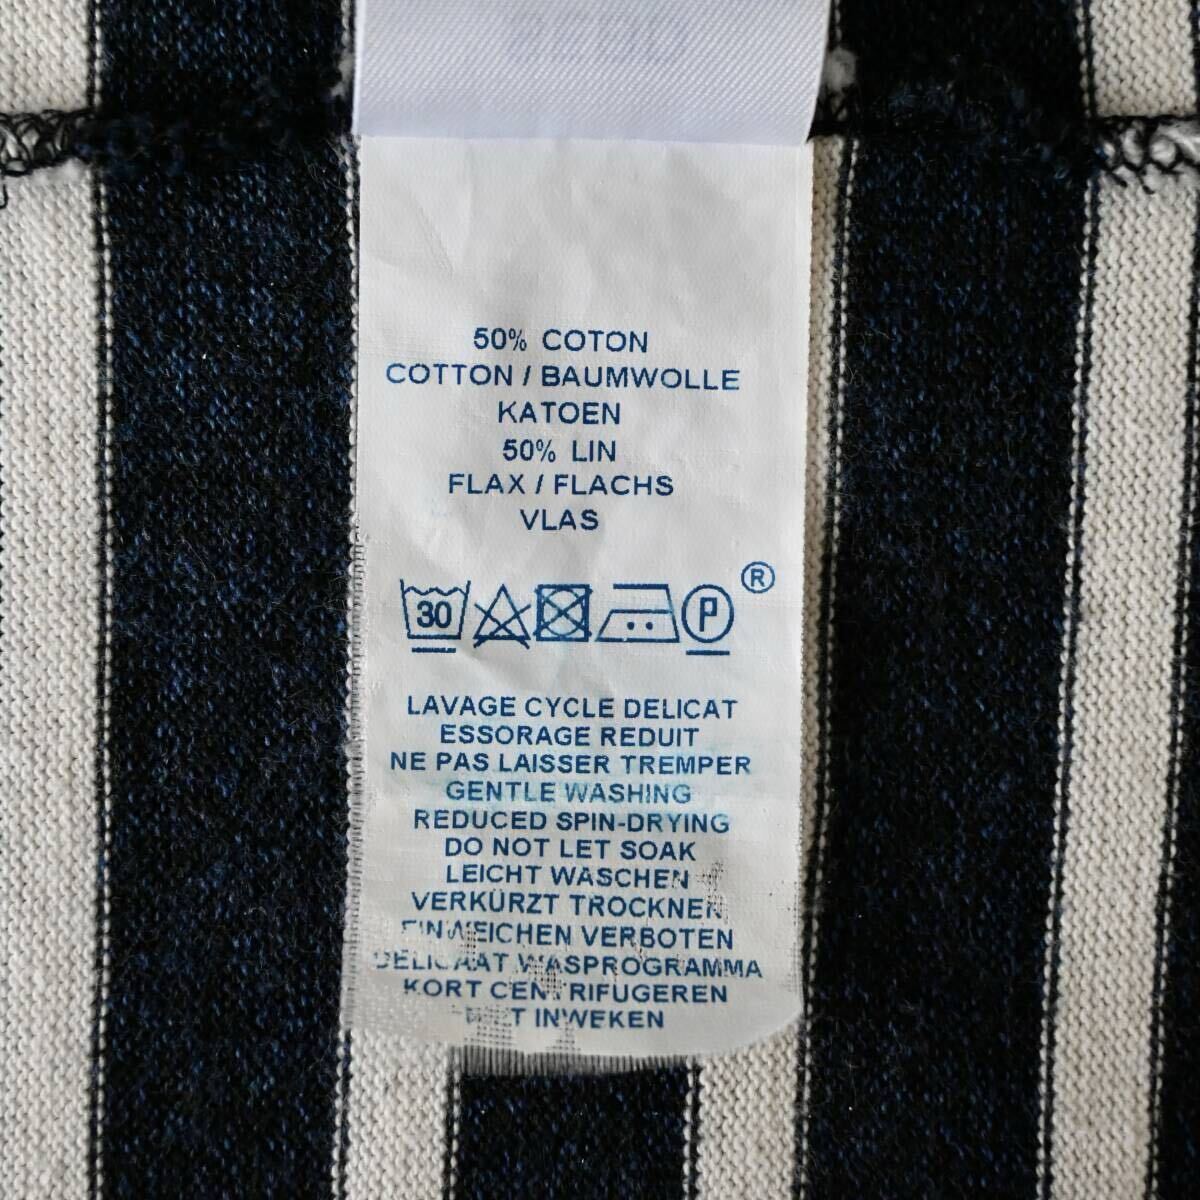 50% COTON
COTTON / BAUMWOLLE
KATOEN
50% LIN
FLAX / FLACHS
VLAS
30 P ®
LAVAGE CYCLE DELICAT
ESSORAGE REDUIT
NE PAS LAISSER TREMPER
GENTLE WASHING
REDUCED SPIN-DRYING
DO NOT LET SOAK
LEICHT WASCHEN
VERKÜRZT TROCKNEN
EINWEICHEN VERBOTEN
DELICAAT WASPROGRAMMA
KORT CENTRIFUGEREN
INWEKEN